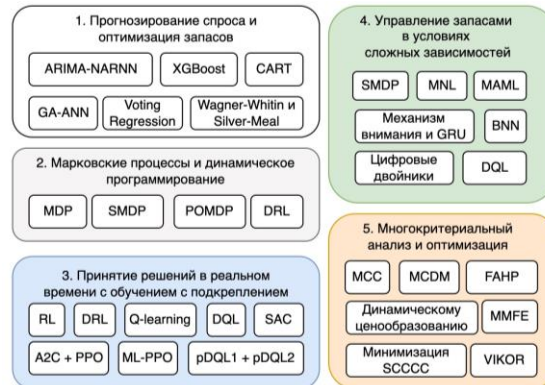 1. Прогнозирование спроса и
оптимизация запасов
ARIMA-NARNN XGBoost CART
GA-ANN Voting Regression Wagner-Whitin и Silver-Meal
2. Марковские процессы и динамическое
программирование
MDP SMDP POMDP DRL
3. Принятие решений в реальном
времени с обучением с подкреплением
RL DRL Q-learning DQL SAC
A2C + PPO ML-PPO pDQL1 + pDQL2
4. Управление запасами
в условиях
сложных зависимостей
SMDP MNL MAML
Механизм внимания и GRU BNN
Цифровые двойники DQL
5. Многокритериальный
анализ и оптимизация
MCC MCDM FAHP
Динамическому ценообразованию MMFE
Минимизация SCCCC VIKOR